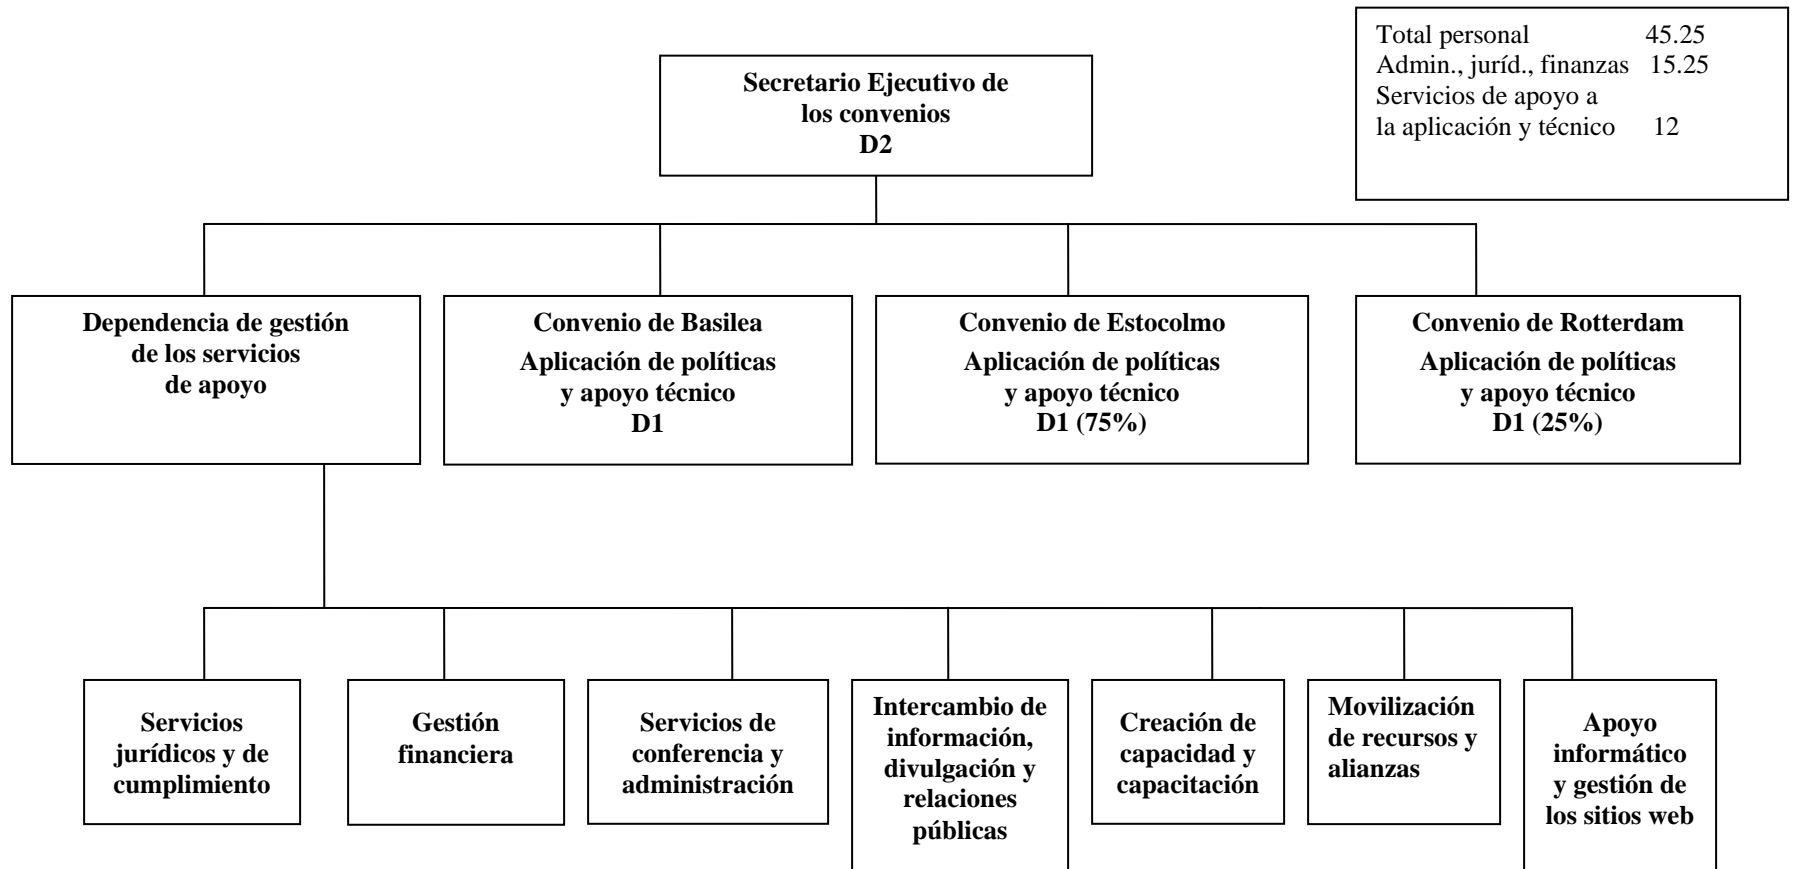 Total personal 45.25
Admin., juríd., finanzas 15.25
Servicios de apoyo a
la aplicación y técnico 12
Secretario Ejecutivo de
los convenios
D2
Dependencia de gestión
de los servicios
de apoyo
Convenio de Basilea
Aplicación de políticas
y apoyo técnico
D1
Convenio de Estocolmo
Aplicación de políticas
y apoyo técnico
D1 (75%)
Convenio de Rotterdam
Aplicación de políticas
y apoyo técnico
D1 (25%)
Servicios
jurídicos y de
cumplimiento
Gestión
financiera
Servicios de
conferencia y
administración
Intercambio de
información,
divulgación y
relaciones
públicas
Creación de
capacidad y
capacitación
Movilización
de recursos y
alianzas
Apoyo
informático
y gestión de
los sitios web